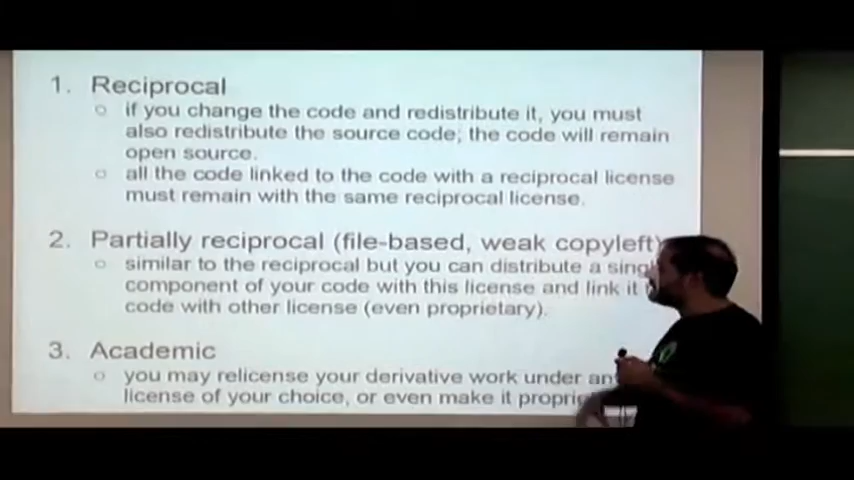 1. Reciprocal
○ if you change the code and redistribute it, you must
also redistribute the source code; the code will remain
open source.
○ all the code linked to the code with a reciprocal license
must remain with the same reciprocal license.
2. Partially reciprocal (file-based, weak copyleft)
○ similar to the reciprocal but you can distribute a
component of your code with this license and link it
code with other license (even proprietary).
3. Academic
○ you may relicense your derivative work under
license of your choice, or even make it